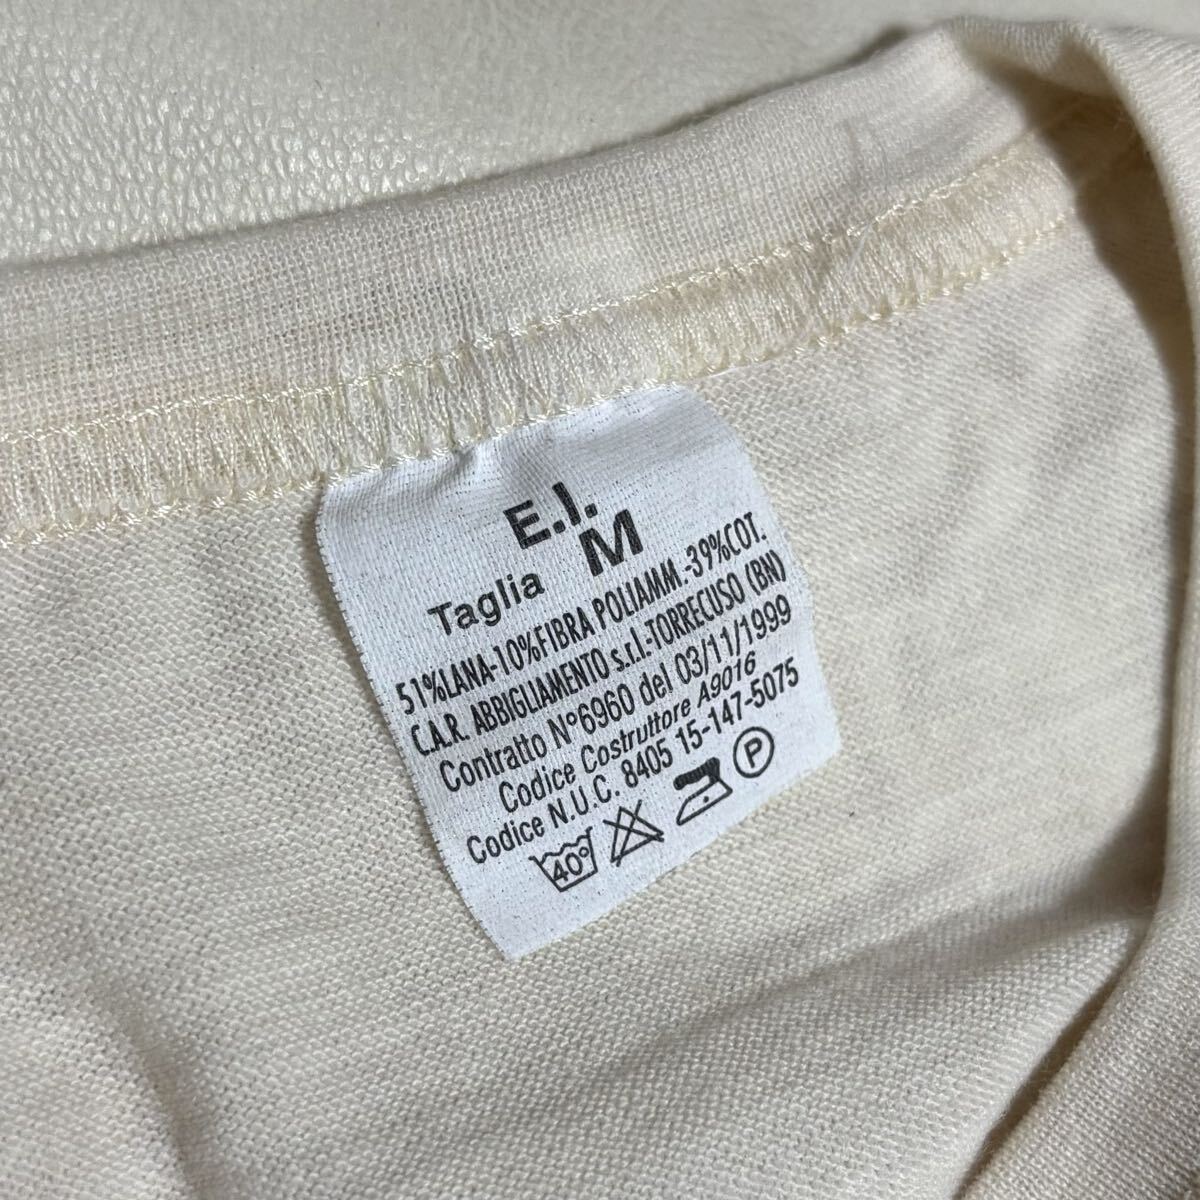 E.I.
Taglia M
51%LANA-10%FIBRA POLIAMM.-39%COT.
C.A.R. ABBIGLIAMENTO s.r.l.-TORRECUSO (BN)
Contratto N°6960 del 03/11/1999
Codice Costruttore A9016
Codice N.U.C. 8405 15-147-5075
40° P